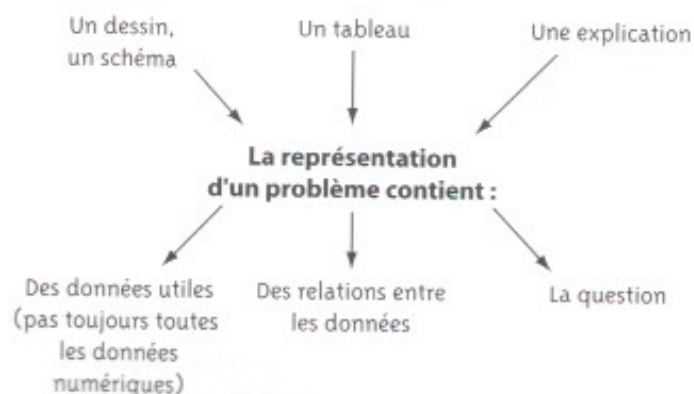 Un dessin,
un schéma
Un tableau
Une explication
La représentation
d'un problème contient :
Des données utiles
(pas toujours toutes
les données
numériques)
Des relations entre
les données
La question